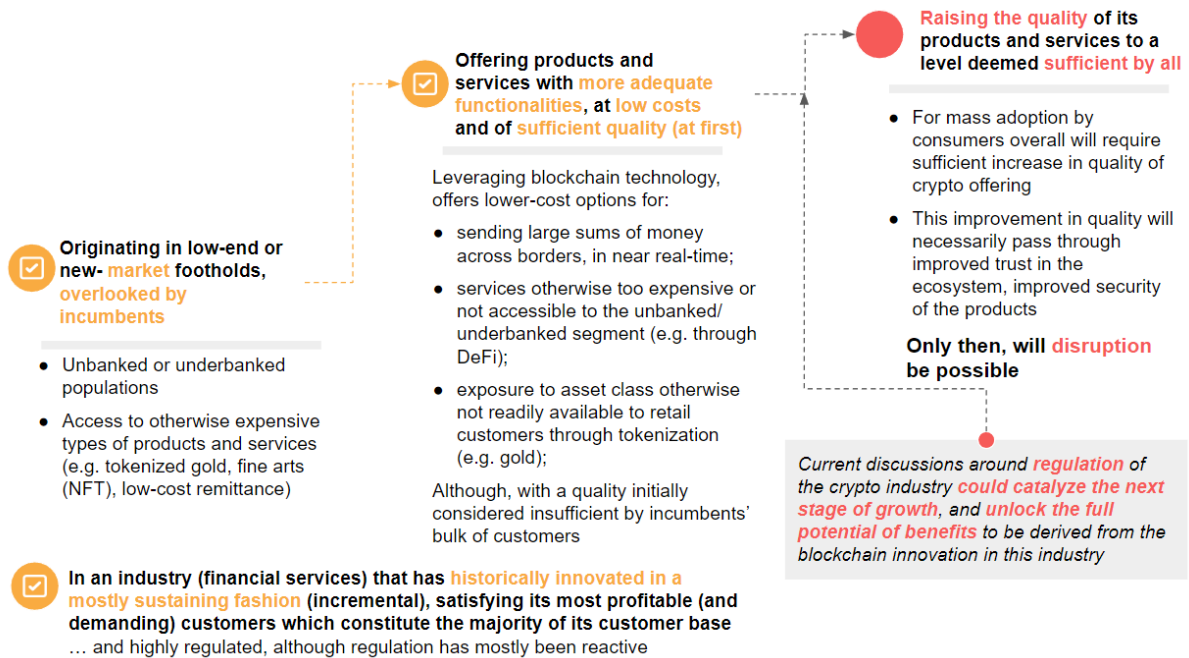 Originating in low-end or
new- market footholds,
overlooked by
incumbents
● Unbanked or underbanked
populations
● Access to otherwise expensive
types of products and services
(e.g. tokenized gold, fine arts
(NFT), low-cost remittance)
Offering products and
services with more adequate
functionalities, at low costs
and of sufficient quality (at first)
Leveraging blockchain technology,
offers lower-cost options for:
● sending large sums of money
across borders, in near real-time;
● services otherwise too expensive or
not accessible to the unbanked/
underbanked segment (e.g. through
DeFi);
● exposure to asset class otherwise
not readily available to retail
customers through tokenization
(e.g. gold);
Although, with a quality initially
considered insufficient by incumbents’
bulk of customers
Raising the quality of its
products and services to a
level deemed sufficient by all
● For mass adoption by
consumers overall will require
sufficient increase in quality of
crypto offering
● This improvement in quality will
necessarily pass through
improved trust in the
ecosystem, improved security
of the products
Only then, will disruption
be possible
Current discussions around regulation of
the crypto industry could catalyze the next
stage of growth, and unlock the full
potential of benefits to be derived from the
blockchain innovation in this industry
In an industry (financial services) that has historically innovated in a
mostly sustaining fashion (incremental), satisfying its most profitable (and
demanding) customers which constitute the majority of its customer base
… and highly regulated, although regulation has mostly been reactive